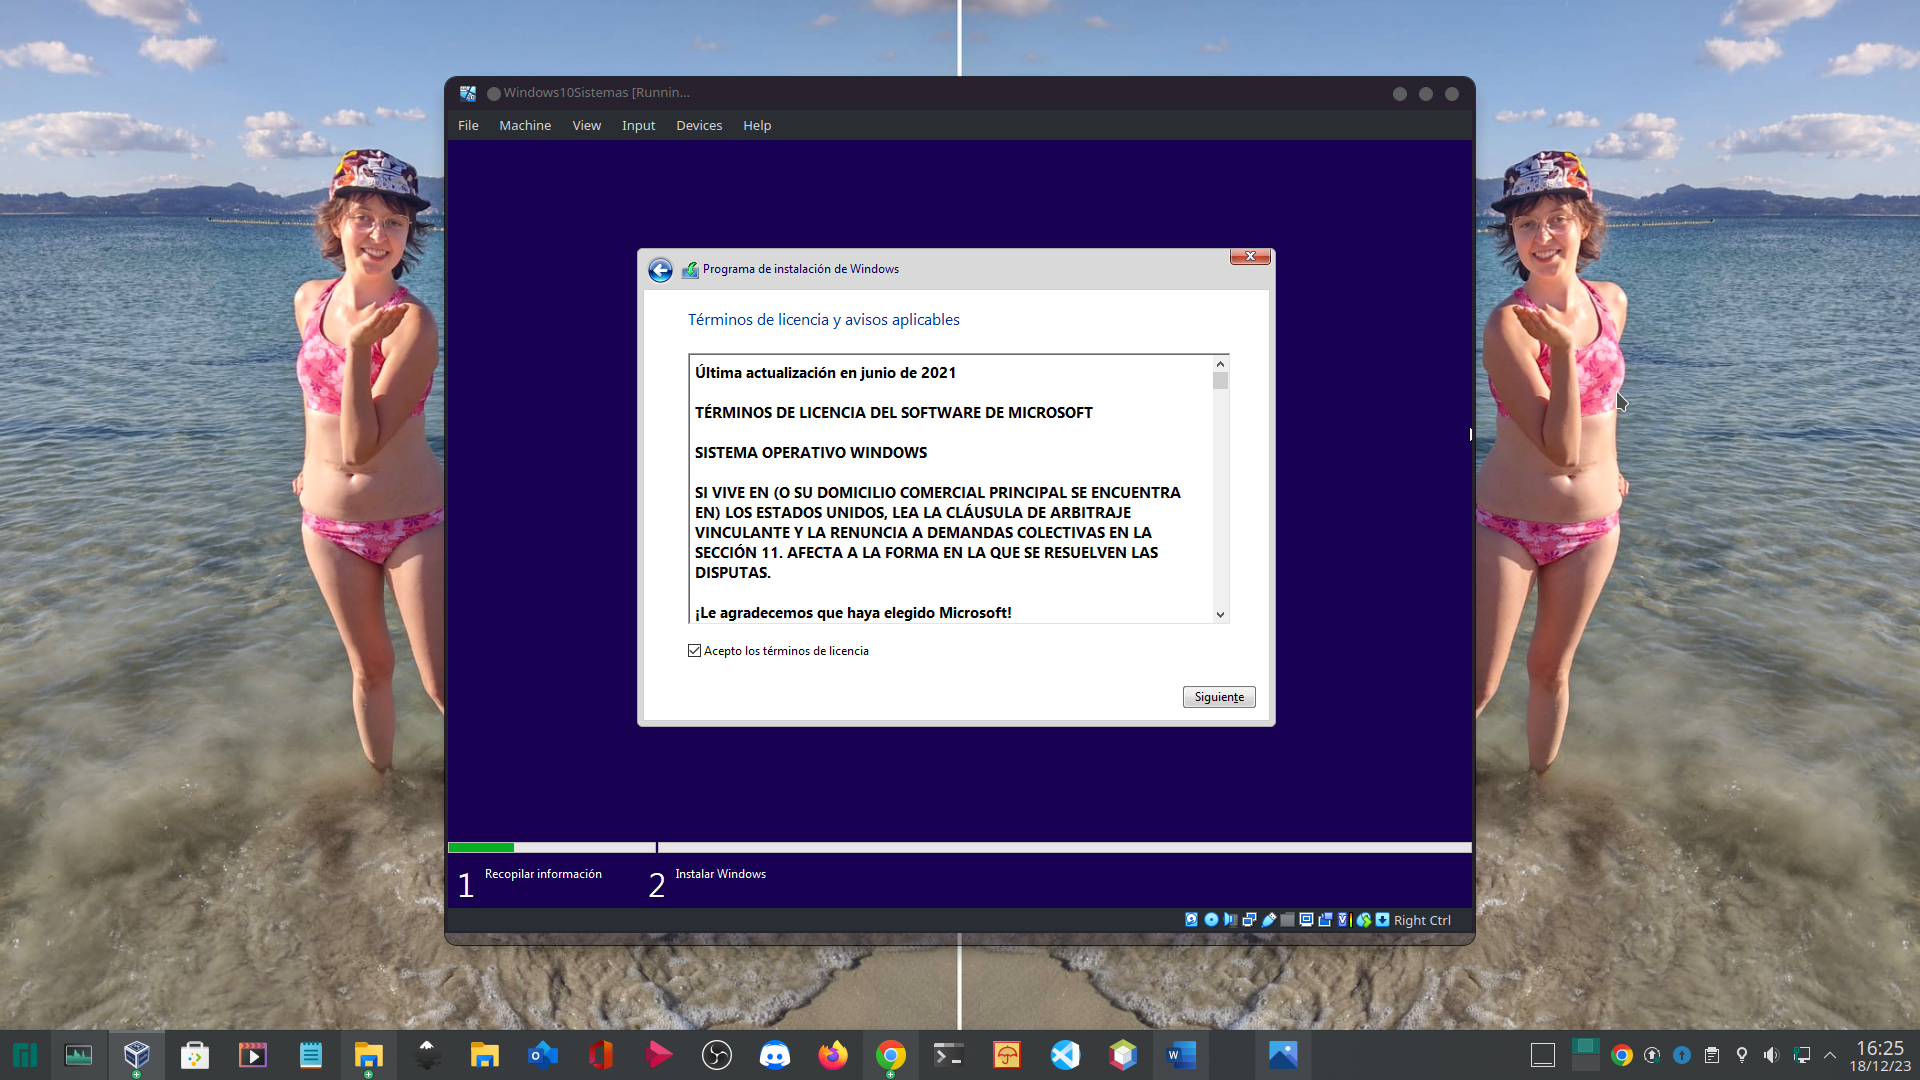 Windows10Sistemas [Runnin...
File Machine View Input Devices Help
Programa de instalación de Windows
Términos de licencia y avisos aplicables
Última actualización en junio de 2021
TÉRMINOS DE LICENCIA DEL SOFTWARE DE MICROSOFT
SISTEMA OPERATIVO WINDOWS
SI VIVE EN (O SU DOMICILIO COMERCIAL PRINCIPAL SE ENCUENTRA
EN) LOS ESTADOS UNIDOS, LEA LA CLÁUSULA DE ARBITRAJE
VINCULANTE Y LA RENUNCIA A DEMANDAS COLECTIVAS EN LA
SECCIÓN 11. AFECTA A LA FORMA EN LA QUE SE RESUELVEN LAS
DISPUTAS.
¡Le agradecemos que haya elegido Microsoft!
Acepto los términos de licencia
Siguiente
1 Recopilar información
2 Instalar Windows
Right Ctrl
16:25
18/12/23